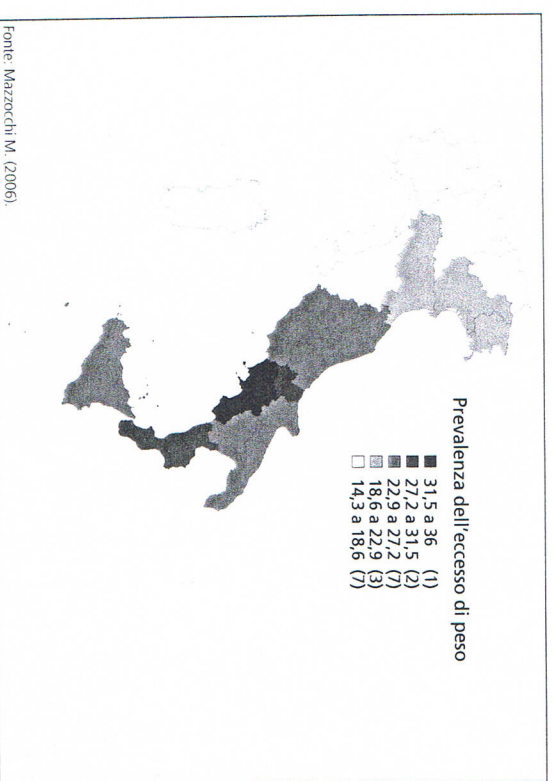 Prevalenza dell'eccesso di peso
31,5 a 36 (1)
27,2 a 31,5 (2)
22,9 a 27,2 (7)
18,6 a 22,9 (3)
14,3 a 18,6 (7)
Fonte: Mazzocchi M. (2006).